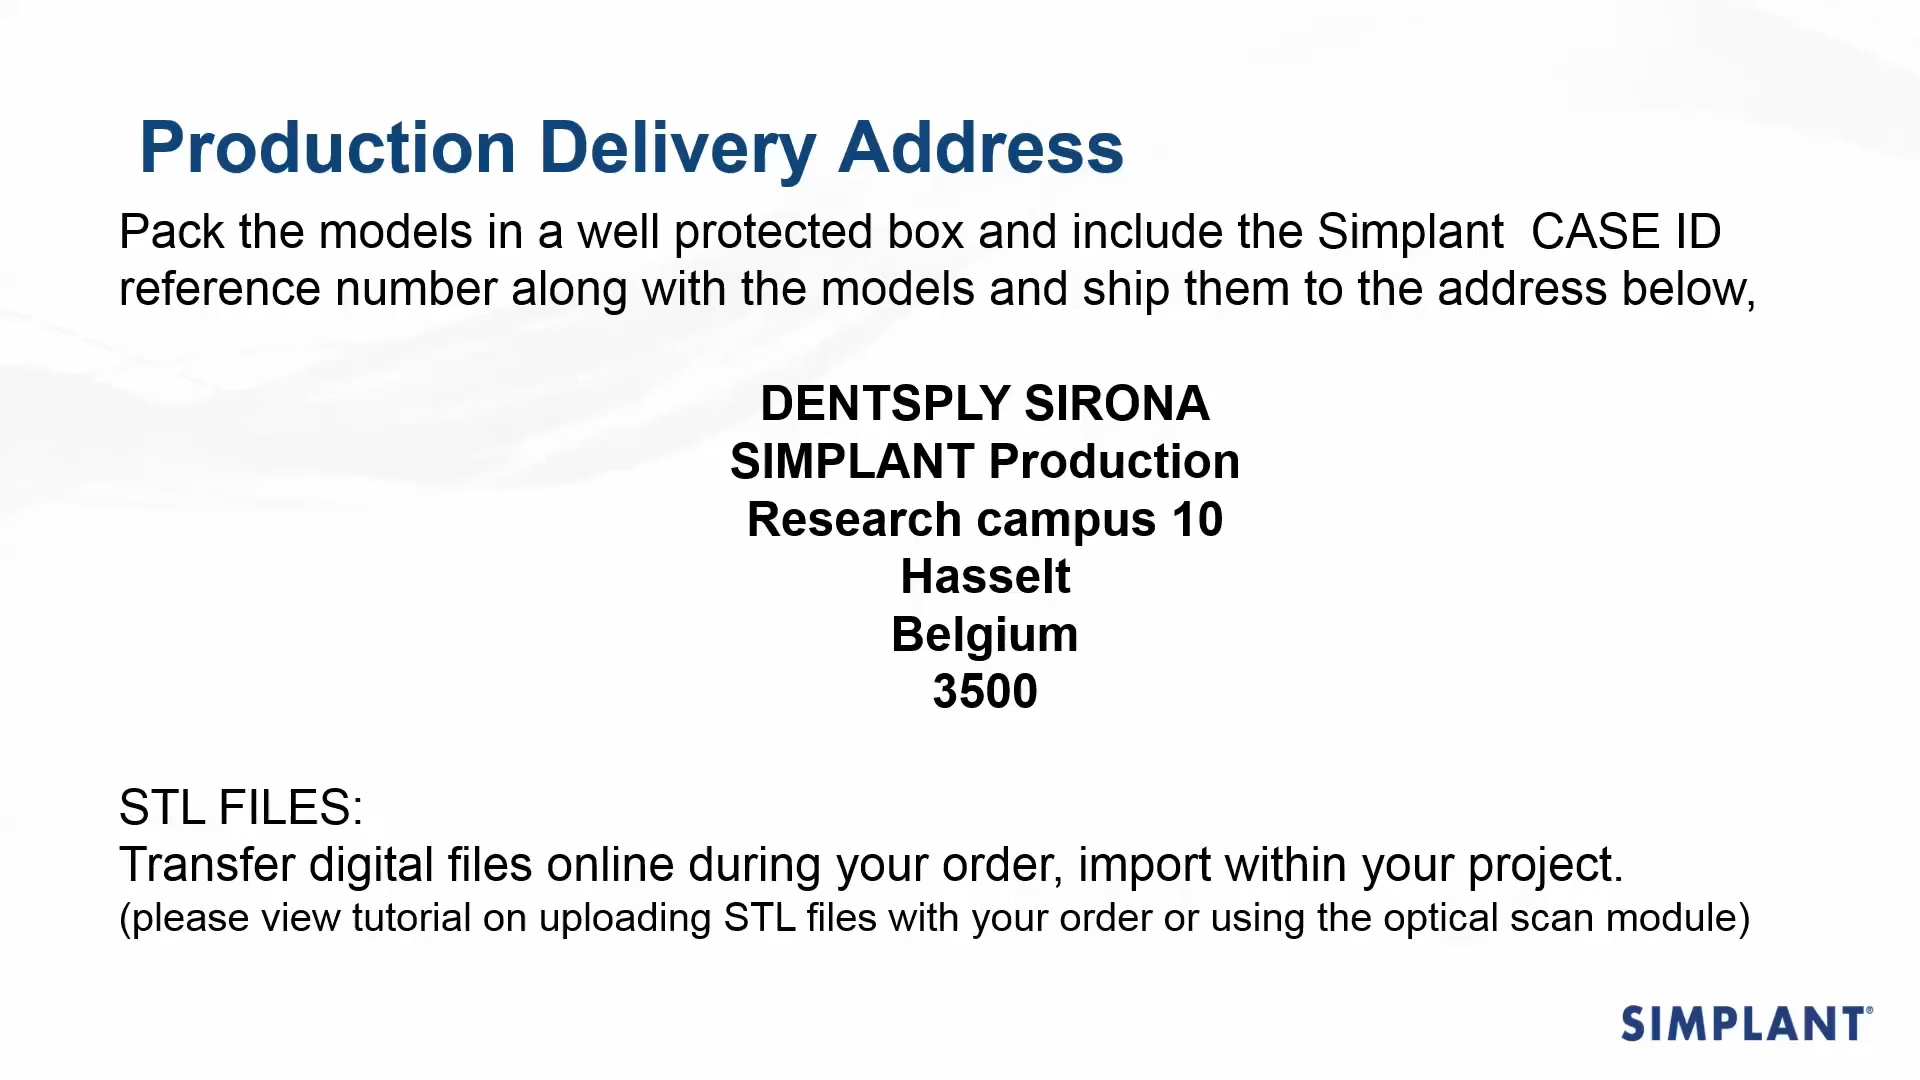 Production Delivery Address
Pack the models in a well protected box and include the Simplant  CASE ID
reference number along with the models and ship them to the address below,
DENTSPLY SIRONA
SIMPLANT Production
Research campus 10
Hasselt
Belgium
3500
STL FILES:
Transfer digital files online during your order, import within your project.
(please view tutorial on uploading STL files with your order or using the optical scan module)
SIMPLANT®